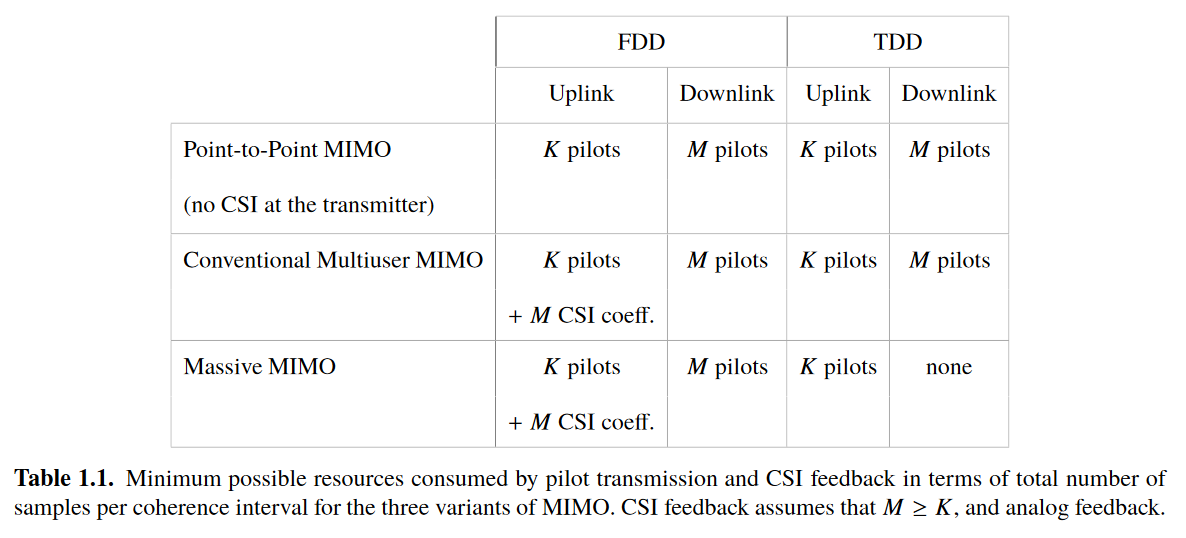 FDD TDD
Uplink Downlink Uplink Downlink
Point-to-Point MIMO K pilots M pilots K pilots M pilots
(no CSI at the transmitter)
Conventional Multiuser MIMO K pilots M pilots K pilots M pilots
+ M CSI coeff.
Massive MIMO K pilots M pilots K pilots none
+ M CSI coeff.
Table 1.1. Minimum possible resources consumed by pilot transmission and CSI feedback in terms of total number of
samples per coherence interval for the three variants of MIMO. CSI feedback assumes that M ≥ K, and analog feedback.